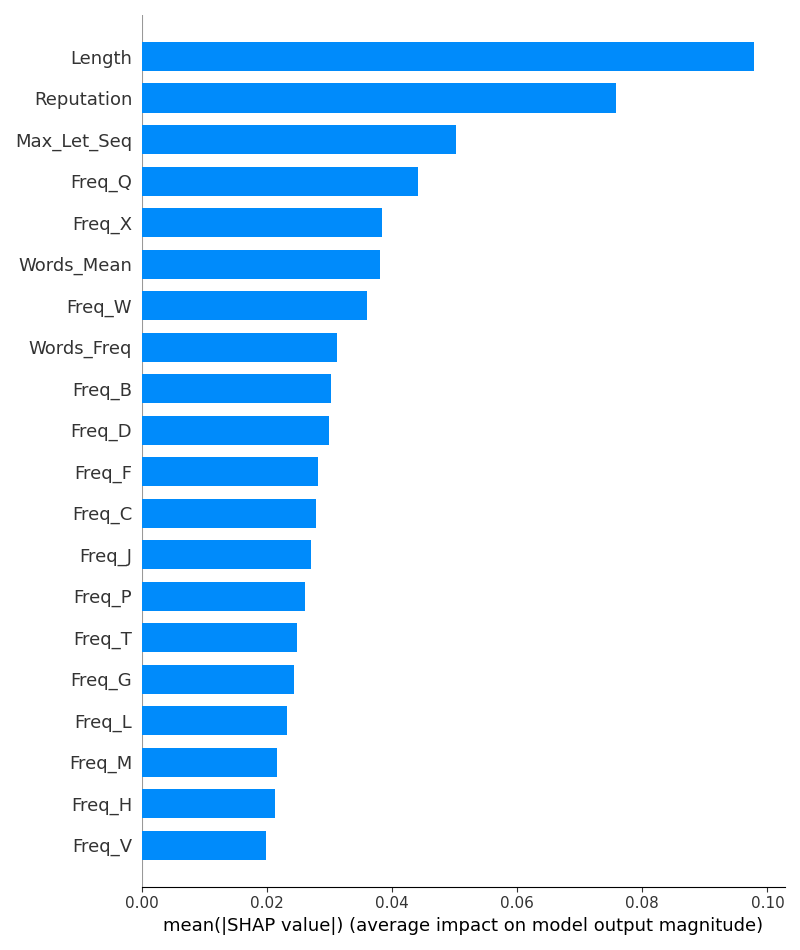 Length
Reputation
Max_Let_Seq
Freq_Q
Freq_X
Words_Mean
Freq_W
Words_Freq
Freq_B
Freq_D
Freq_F
Freq_C
Freq_J
Freq_P
Freq_T
Freq_G
Freq_L
Freq_M
Freq_H
Freq_V
0.00 0.02 0.04 0.06 0.08 0.10
mean(|SHAP value|) (average impact on model output magnitude)